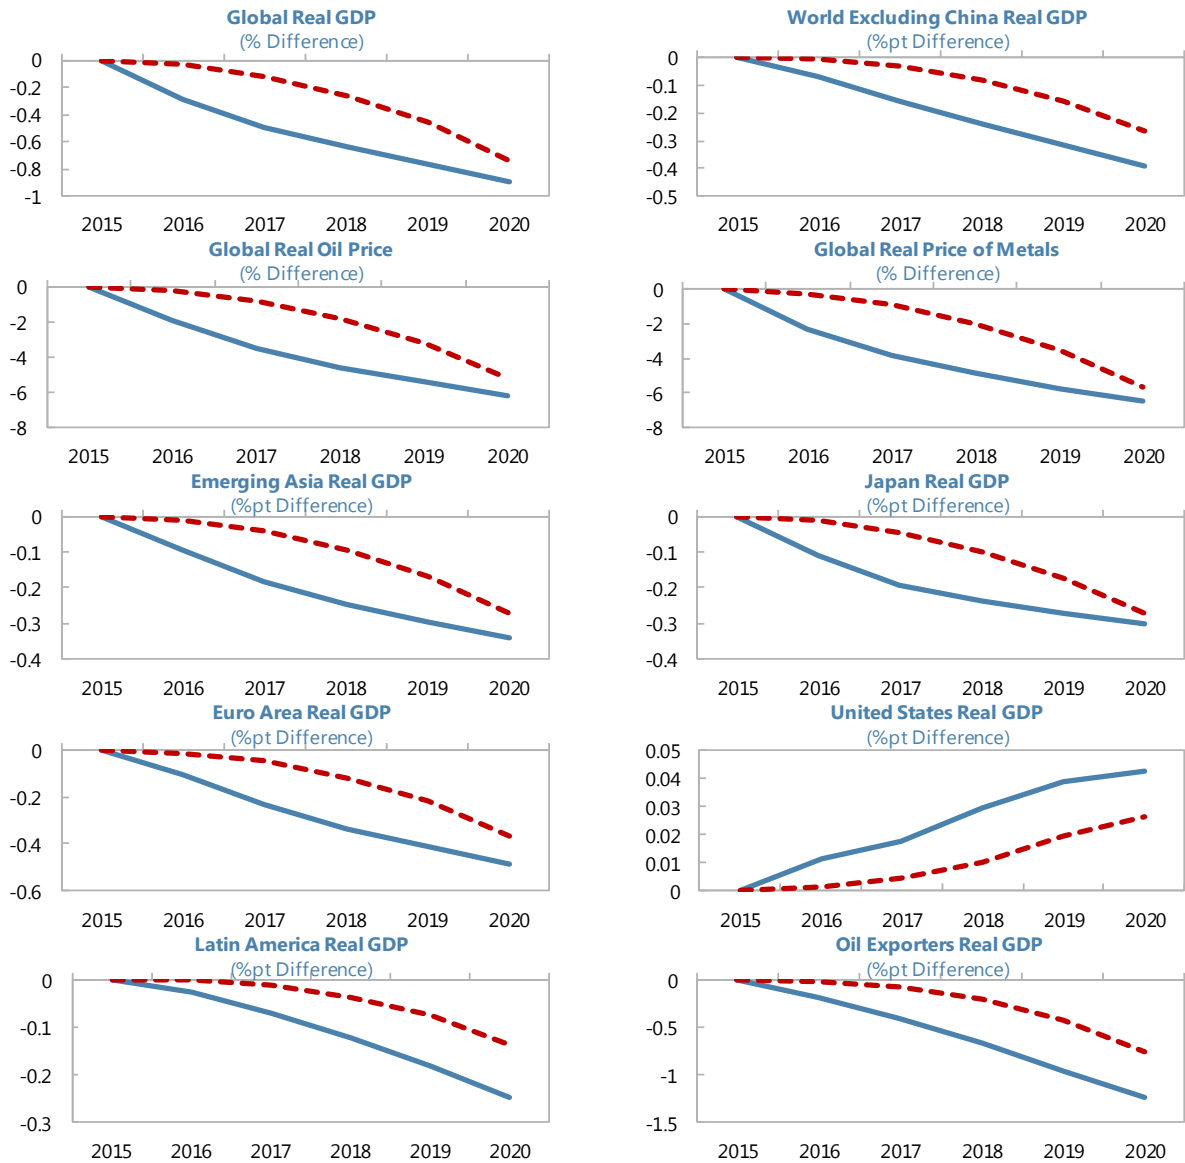 Global Real GDP
(% Difference)
0
-0.2
-0.4
-0.6
-0.8
-1
2015 2016 2017 2018 2019 2020
World Excluding China Real GDP
(%pt Difference)
0
-0.1
-0.2
-0.3
-0.4
-0.5
2015 2016 2017 2018 2019 2020
Global Real Oil Price
(% Difference)
0
-2
-4
-6
-8
2015 2016 2017 2018 2019 2020
Global Real Price of Metals
(% Difference)
0
-2
-4
-6
-8
2015 2016 2017 2018 2019 2020
Emerging Asia Real GDP
(%pt Difference)
0
-0.1
-0.2
-0.3
-0.4
2015 2016 2017 2018 2019 2020
Japan Real GDP
(%pt Difference)
0
-0.1
-0.2
-0.3
-0.4
2015 2016 2017 2018 2019 2020
Euro Area Real GDP
(%pt Difference)
0
-0.2
-0.4
-0.6
2015 2016 2017 2018 2019 2020
United States Real GDP
(%pt Difference)
0.05
0.04
0.03
0.02
0.01
0
2015 2016 2017 2018 2019 2020
Latin America Real GDP
(%pt Difference)
0
-0.1
-0.2
-0.3
2015 2016 2017 2018 2019 2020
Oil Exporters Real GDP
(%pt Difference)
0
-0.5
-1
-1.5
2015 2016 2017 2018 2019 2020